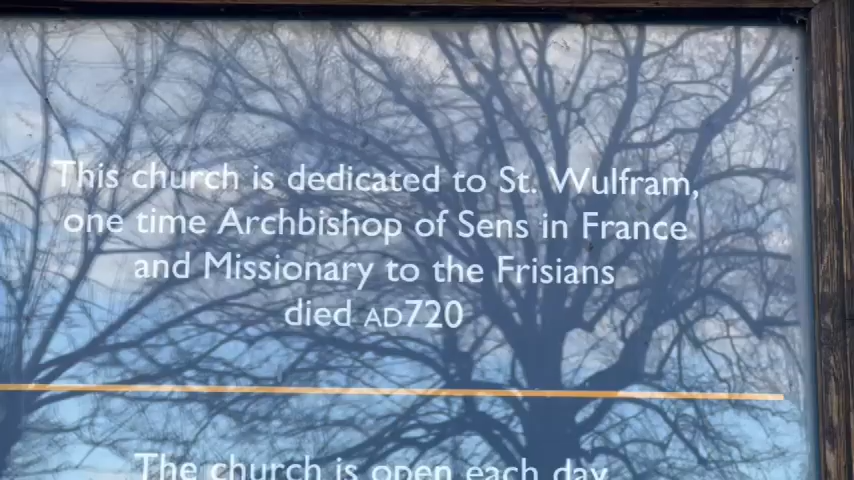 This church is dedicated to St. Wulfram,
one time Archbishop of Sens in France
and Missionary to the Frisians
died AD720
The church is open each day